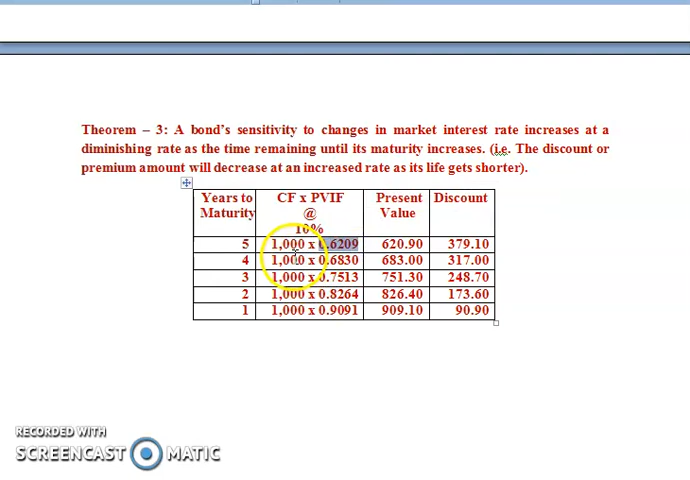 Theorem – 3: A bond's sensitivity to changes in market interest rate increases at a
diminishing rate as the time remaining until its maturity increases. (i.e. The discount or
premium amount will decrease at an increased rate as its life gets shorter).
Years to Maturity CF x PVIF @ 10% Present Value Discount
5 1,000 x 0.6209 620.90 379.10
4 1,000 x 0.6830 683.00 317.00
3 1,000 x 0.7513 751.30 248.70
2 1,000 x 0.8264 826.40 173.60
1 1,000 x 0.9091 909.10 90.90
RECORDED WITH
SCREENCAST MATIC